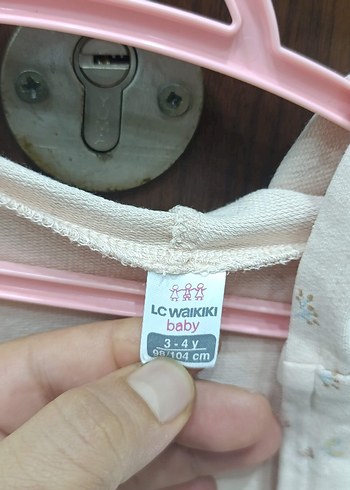 LC WAIKIKI
baby
3 - 4 y
98/104 cm